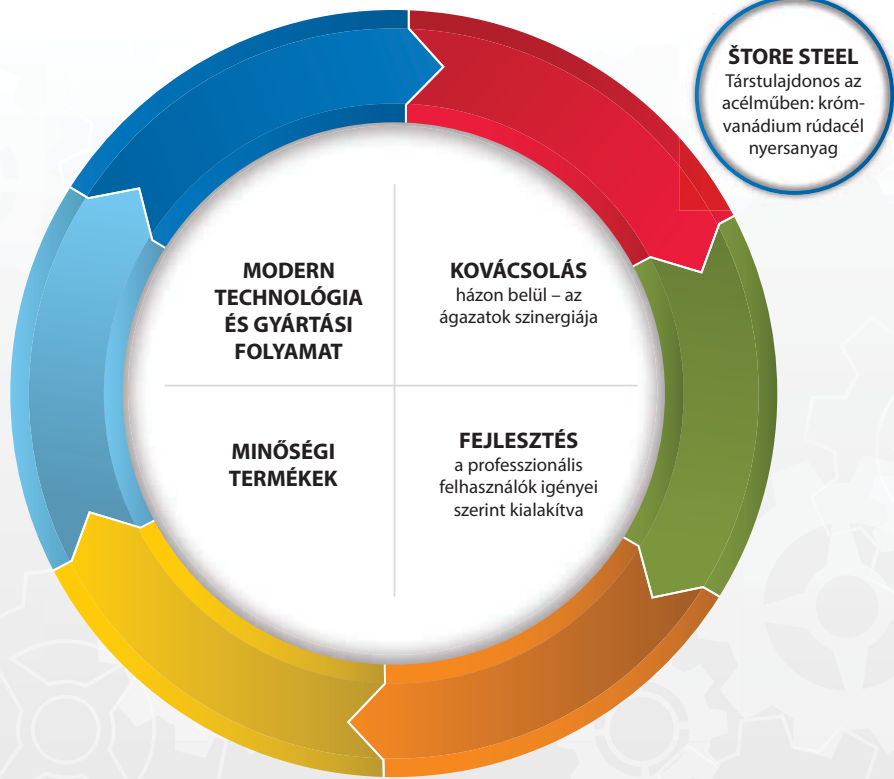 ŠTORE STEEL
Társtulajdonos az
acélműben: króm-
vanádium rúdacél
nyersanyag
MODERN
TECHNOLÓGIA
ÉS GYÁRTÁSI
FOLYAMAT
KOVÁCSOLÁS
házon belül – az
ágazatok szinergiája
MINŐSÉGI
TERMÉKEK
FEJLESZTÉS
a professzionális
felhasználók igényei
szerint kialakítva